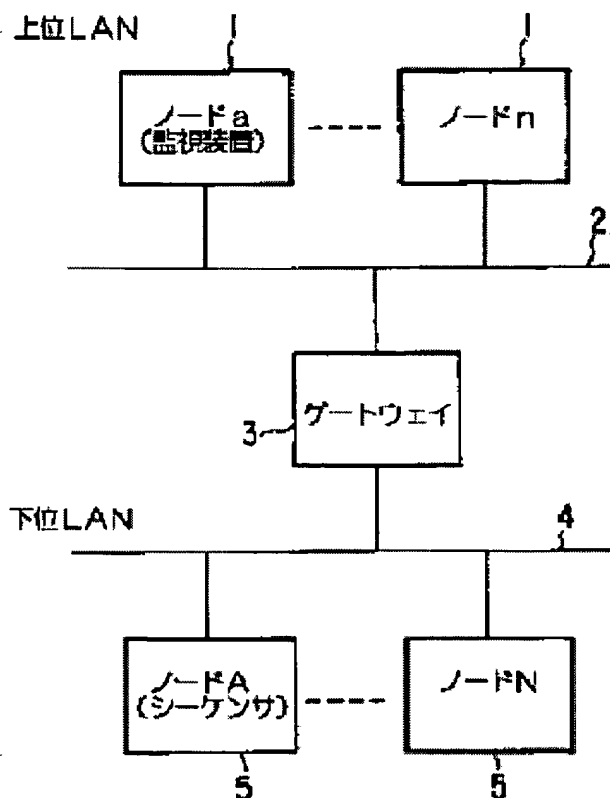 上位LAN
1
1
ノードa
(監視装置)
ノードn
2
3
ゲートウェイ
下位LAN
4
ノードA
(シーケンサ)
ノードN
5
5